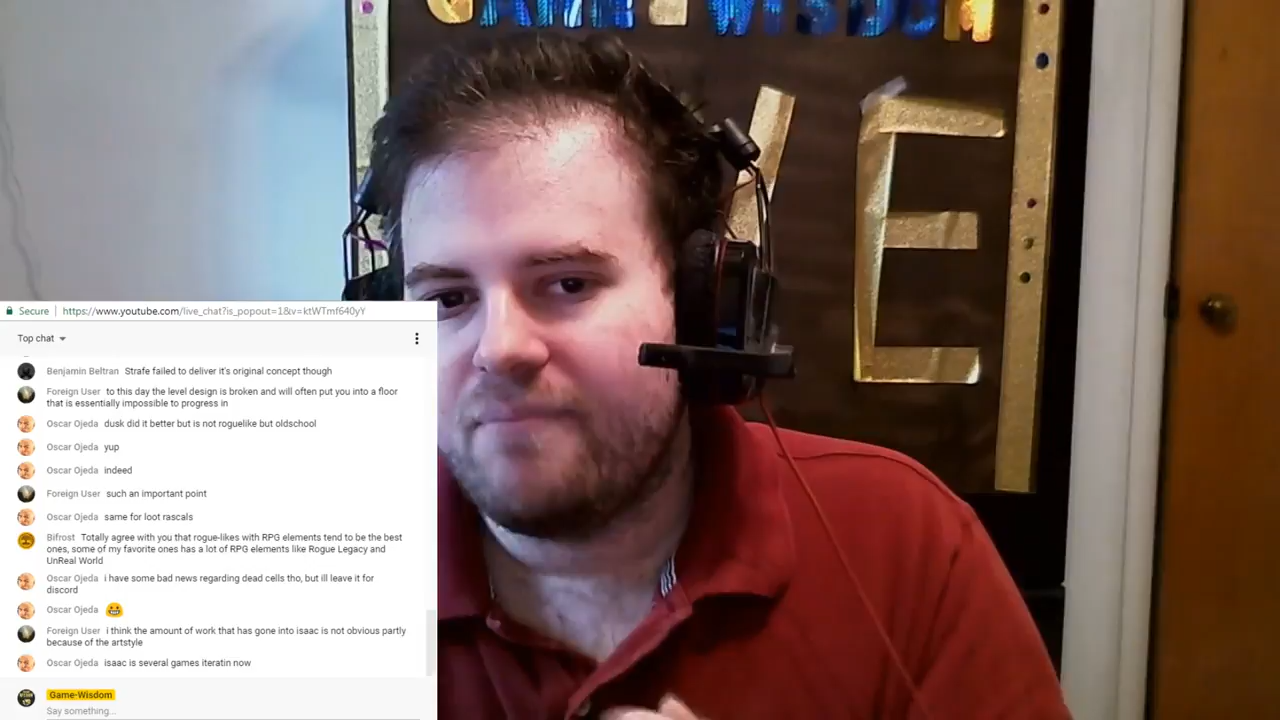 GAME-WISDOM
VE
Secure
https://www.youtube.com/live_chat?is_popout=1&v=ktWTmf640yY
Top chat
Benjamin Beltran Strafe failed to deliver it's original concept though
Foreign User to this day the level design is broken and will often put you into a floor
that is essentially impossible to progress in
Oscar Ojeda dusk did it better but is not roguelike but oldschool
Oscar Ojeda yup
Oscar Ojeda indeed
Foreign User such an important point
Oscar Ojeda same for loot rascals
Bifrost Totally agree with you that rogue-likes with RPG elements tend to be the best
ones, some of my favorite ones has a lot of RPG elements like Rogue Legacy and
UnReal World
Oscar Ojeda i have some bad news regarding dead cells tho, but ill leave it for
discord
Oscar Ojeda 😀
Foreign User i think the amount of work that has gone into isaac is not obvious partly
because of the artstyle
Oscar Ojeda isaac is several games iteratin now
Game-Wisdom
Say something...